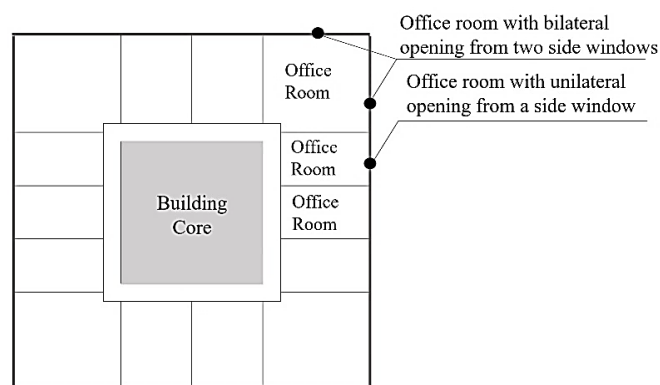 Office room with bilateral
opening from two side windows
Office room with unilateral
opening from a side window
Office
Room
Office
Room
Office
Room
Building
Core